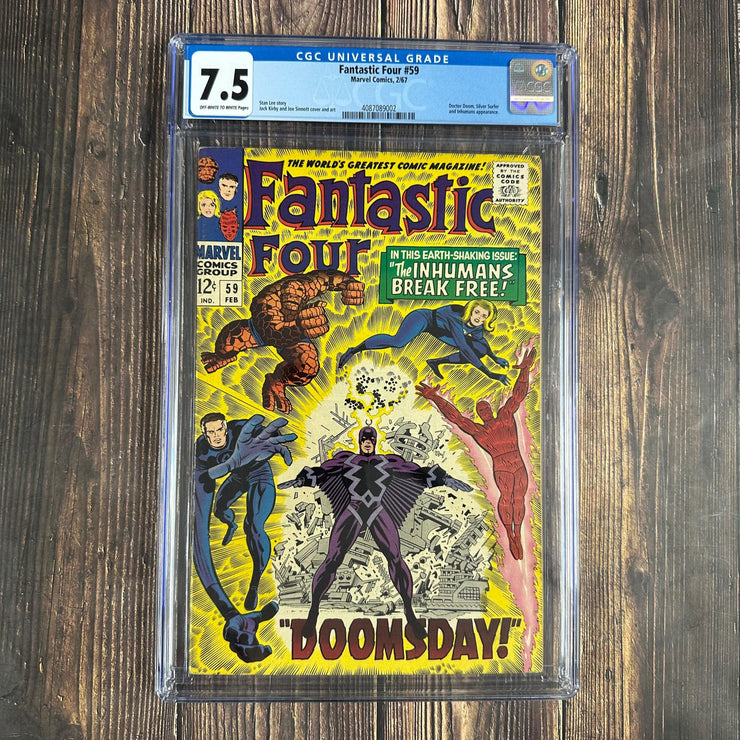 CGC UNIVERSAL GRADE
7.5
OFF-WHITE TO WHITE Pages
Fantastic Four #59
Marvel Comics, 2/67
Stan Lee story
Jack Kirby and Joe Sinnott cover and art
4087089002
Doctor Doom, Silver Surfer
and Inhumans appearance.
CGC
THE WORLD'S GREATEST COMIC MAGAZINE!
Fantastic
Four
APPROVED
BY THE
COMICS
CODE
AUTHORITY
MARVEL
COMICS
GROUP
12¢
IND.
59
FEB
IN THIS EARTH-SHAKING ISSUE:
"The INHUMANS
BREAK FREE!"
"DOOMSDAY!"